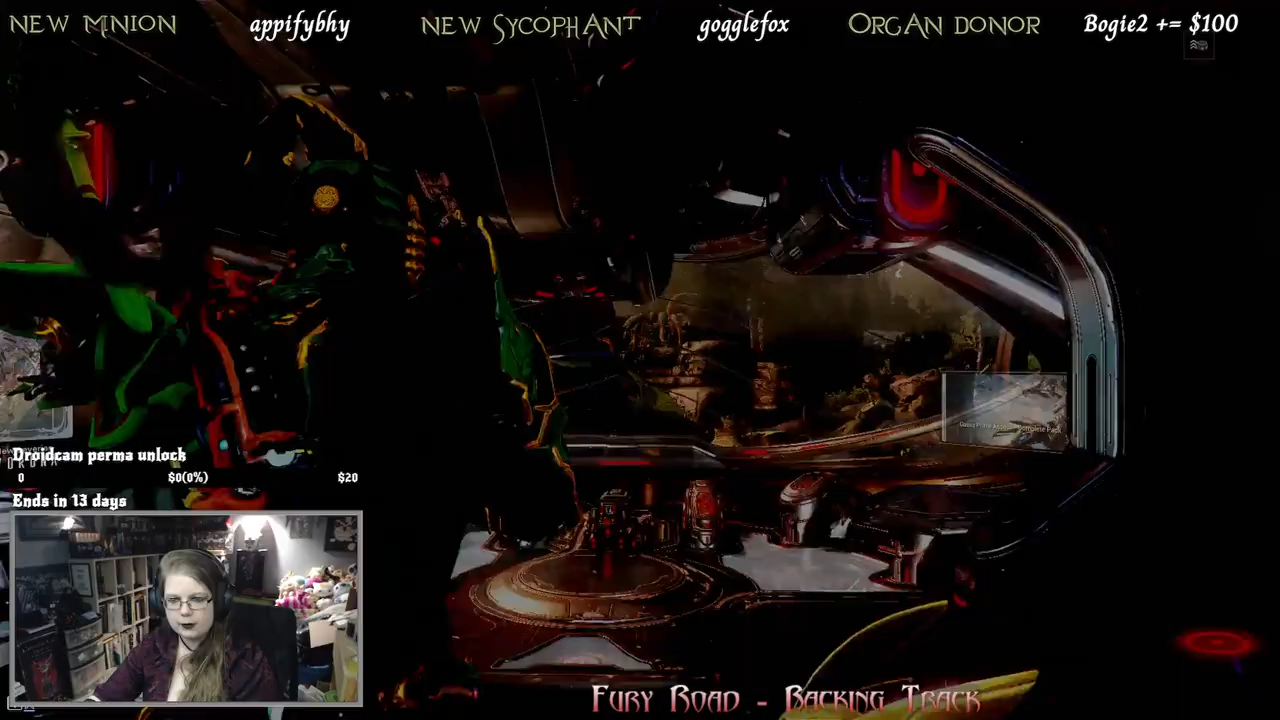 NEW MINION appifybhy NEW SYCOPHANT gogglefox ORGAN DONOR Bogie2 += $100
Droidcam perma unlock
0 $0(0%) $20
Ends in 13 days
Fury Road - Backing Track